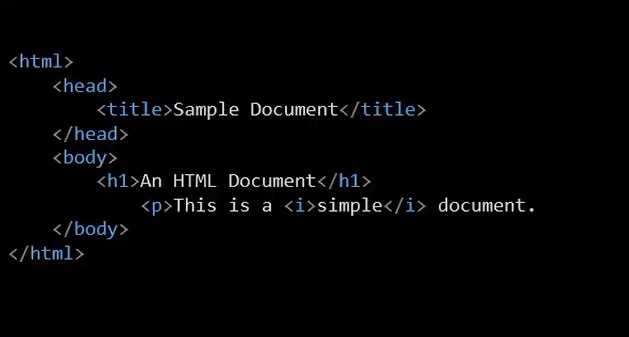 <html>
    <head>
        <title>Sample Document</title>
    </head>
    <body>
        <h1>An HTML Document</h1>
            <p>This is a <i>simple</i> document.
    </body>
</html>